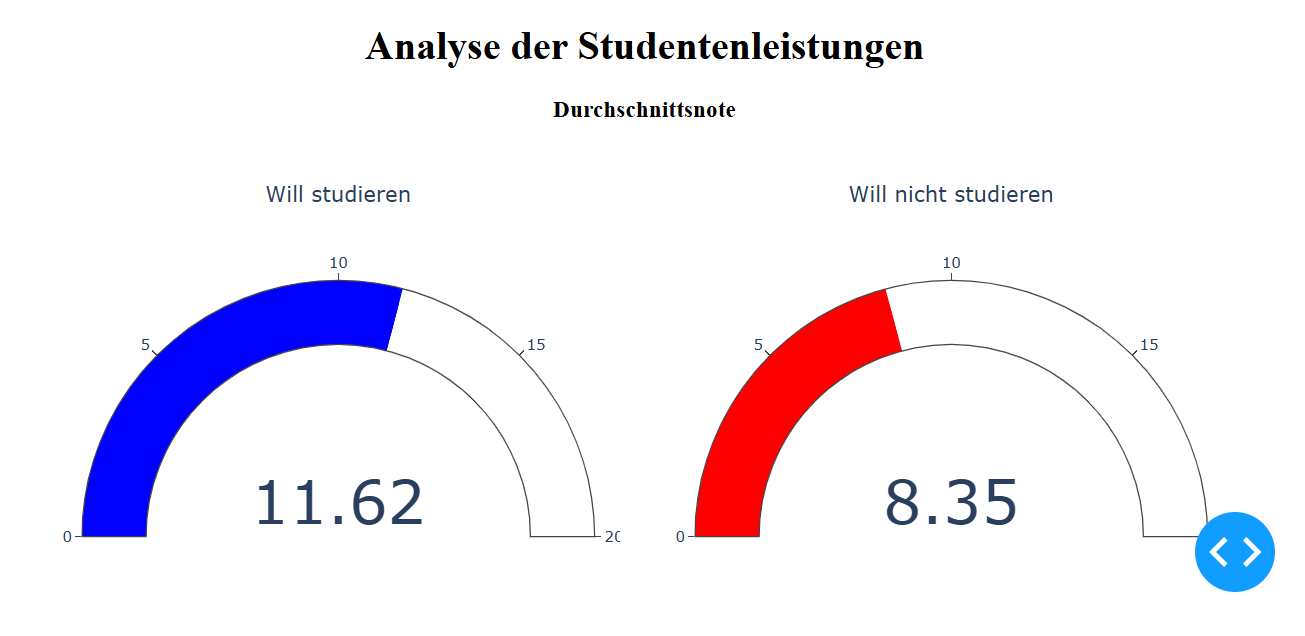 Analyse der Studentenleistungen
Durchschnittsnote
Will studieren
0
5
10
15
11.62
Will nicht studieren
0
5
10
15
8.35